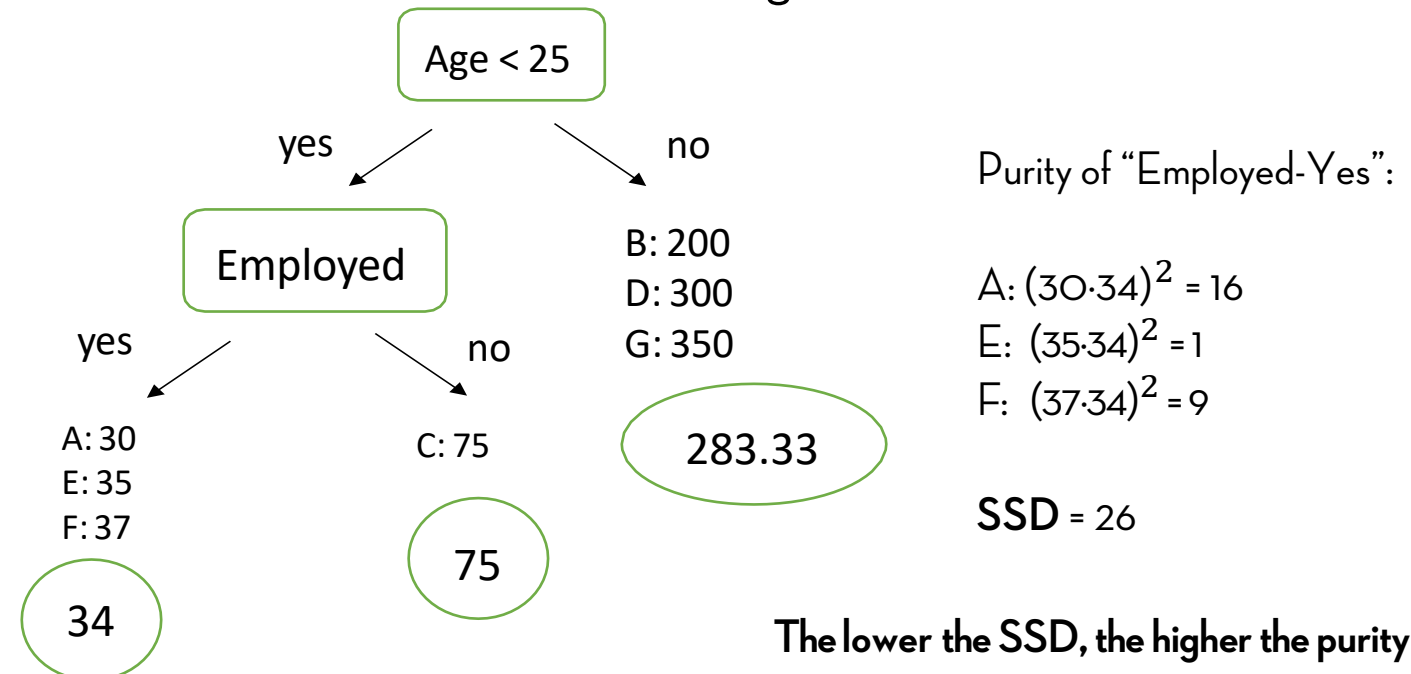 Age < 25
yes
no
Employed
B: 200
D: 300
G: 350
yes
no
A: 30
E: 35
F: 37
C: 75
283.33
34
75
Purity of “Employed-Yes”:
A: (30-34)² = 16
E: (35-34)² = 1
F: (37-34)² = 9
SSD = 26
The lower the SSD, the higher the purity